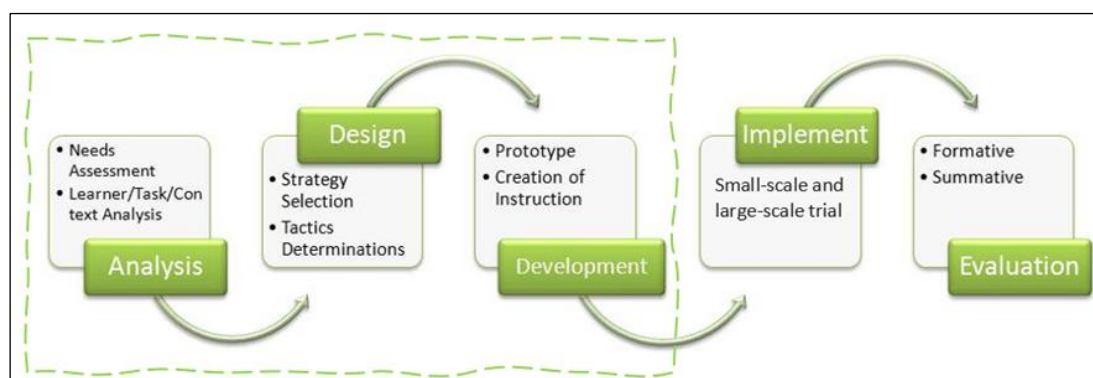 • Needs
Assessment
• Learner/Task/Con
text Analysis
Analysis
Design
• Strategy
Selection
• Tactics
Determinations
• Prototype
• Creation of
Instruction
Development
Implement
Small-scale and
large-scale trial
• Formative
• Summative
Evaluation